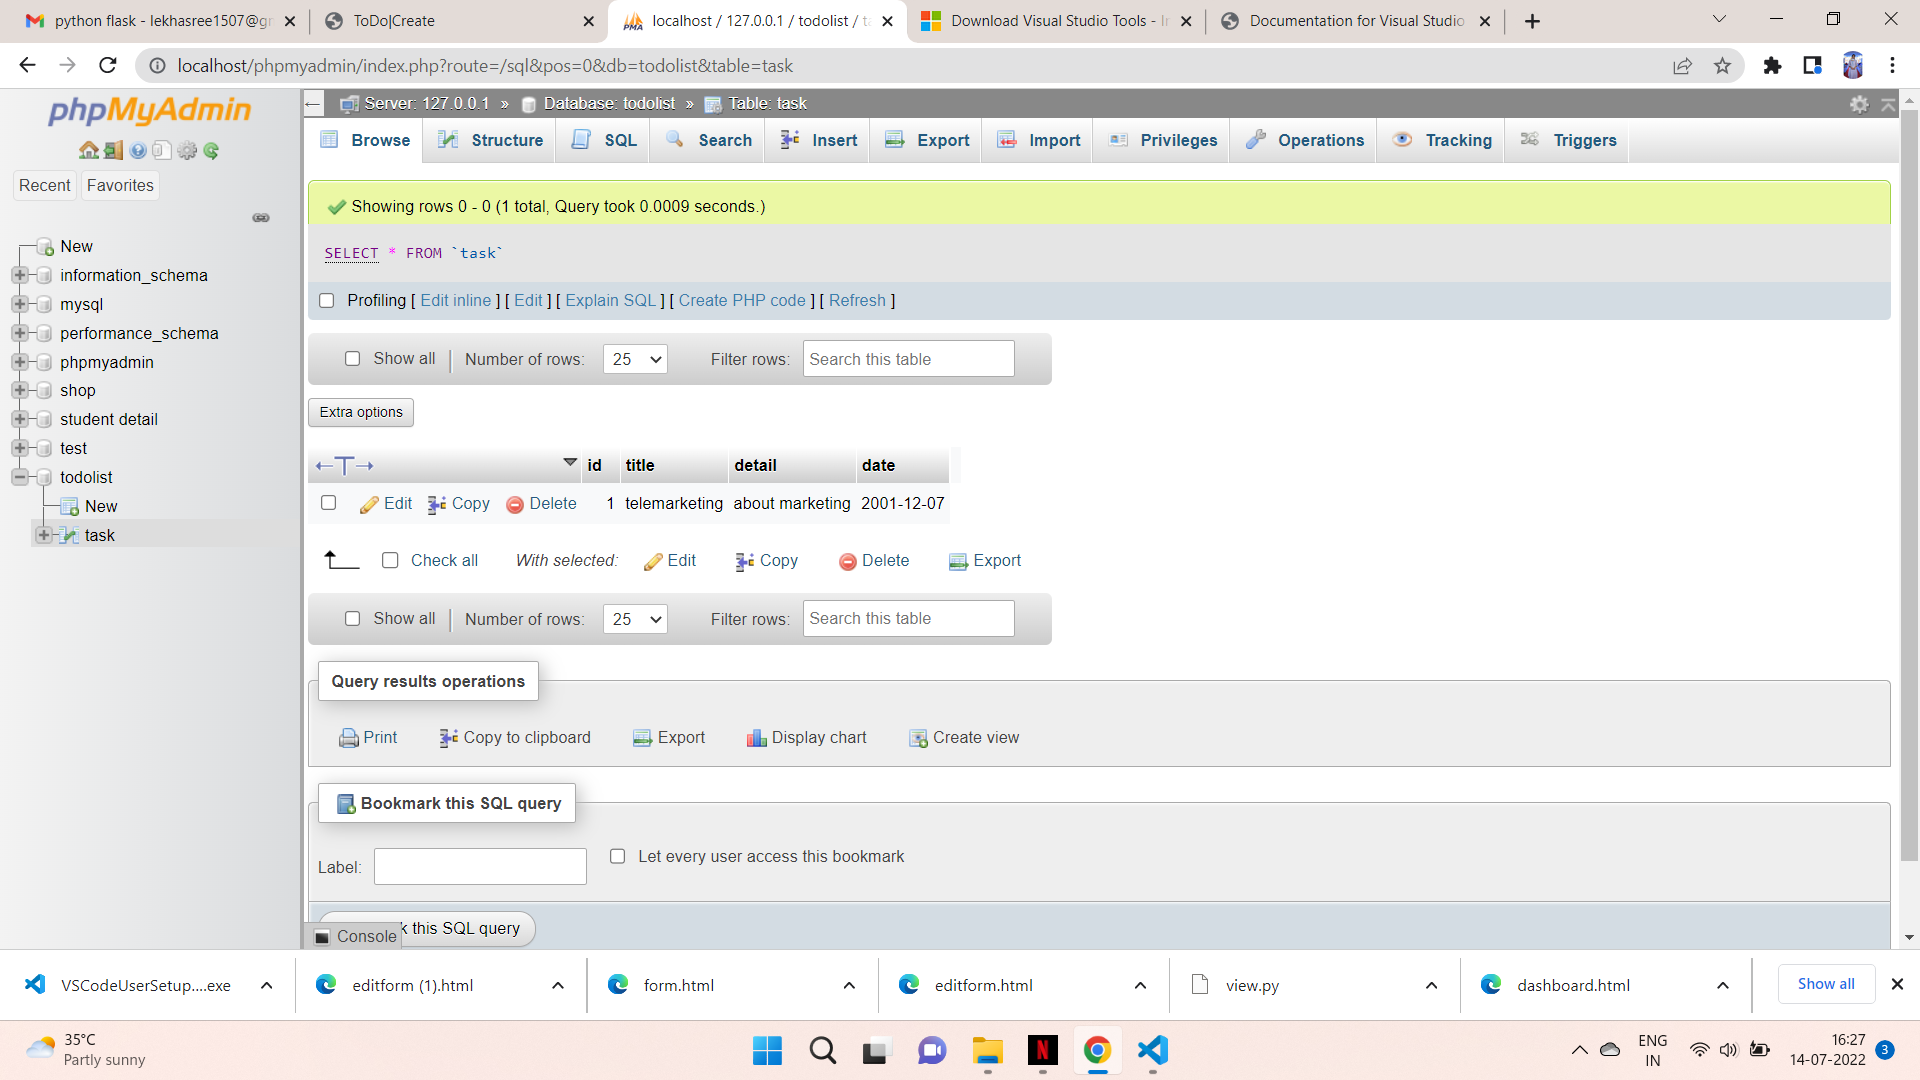 python flask - lekhasree1507@gm
ToDo|Create
localhost / 127.0.0.1 / todolist / ta
Download Visual Studio Tools - In
Documentation for Visual Studio
localhost/phpmyadmin/index.php?route=/sql&pos=0&db=todolist&table=task
phpMyAdmin
Recent
Favorites
New
information_schema
mysql
performance_schema
phpmyadmin
shop
student detail
test
todolist
New
task
Server: 127.0.0.1 » Database: todolist » Table: task
Browse
Structure
SQL
Search
Insert
Export
Import
Privileges
Operations
Tracking
Triggers
Showing rows 0 - 0 (1 total, Query took 0.0009 seconds.)
SELECT * FROM `task`
Profiling [ Edit inline ] [ Edit ] [ Explain SQL ] [ Create PHP code ] [ Refresh ]
Show all
Number of rows: 25
Filter rows: Search this table
Extra options
id title detail date
Edit Copy Delete 1 telemarketing about marketing 2001-12-07
Check all With selected: Edit Copy Delete Export
Show all
Number of rows: 25
Filter rows: Search this table
Query results operations
Print Copy to clipboard Export Display chart Create view
Bookmark this SQL query
Label:
Let every user access this bookmark
k this SQL query
Console
VSCodeUserSetup....exe
editform (1).html
form.html
editform.html
view.py
dashboard.html
Show all
35°C
Partly sunny
N
ENG
IN
16:27
14-07-2022
3